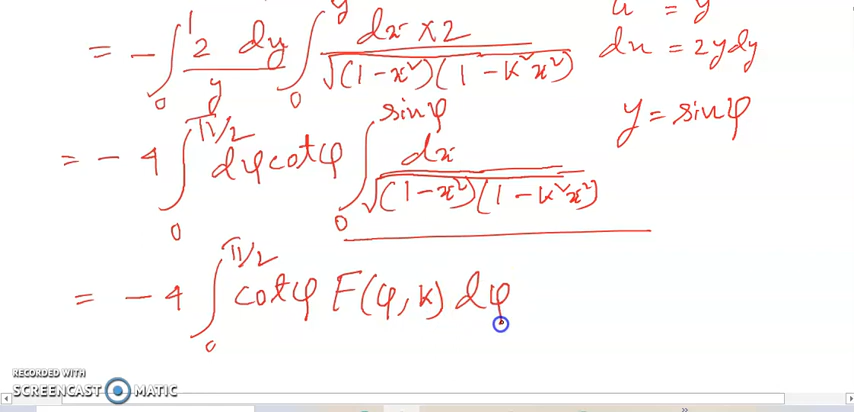 u = y
= - ∫₀¹ 2 dy/y ∫₀^y dx × 2 / √(1-x²)(1-k²x²)
du = 2ydy
y = sinφ
= - 4 ∫₀^{π/2} dφ cotφ ∫₀^{sinφ} dx / √(1-x²)(1-k²x²)
= - 4 ∫₀^{π/2} cotφ F(φ,k) dφ
RECORDED WITH
SCREENCAST MATIC